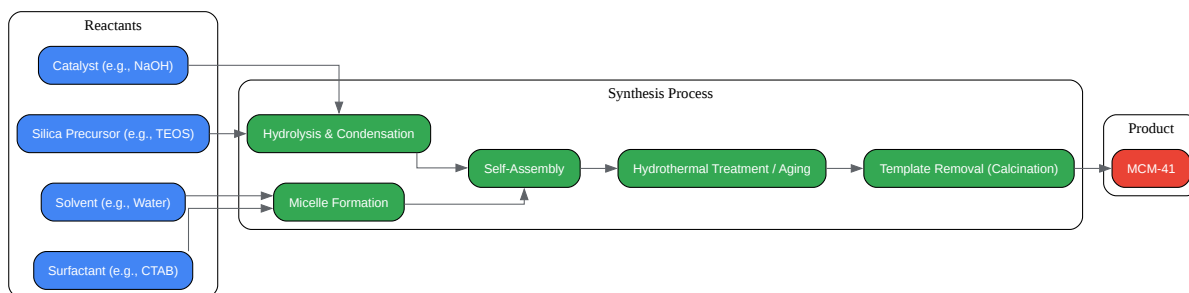 Reactants
Catalyst (e.g., NaOH)
Silica Precursor (e.g., TEOS)
Solvent (e.g., Water)
Surfactant (e.g., CTAB)
Synthesis Process
Hydrolysis & Condensation
Micelle Formation
Self-Assembly
Hydrothermal Treatment / Aging
Template Removal (Calcination)
Product
MCM-41